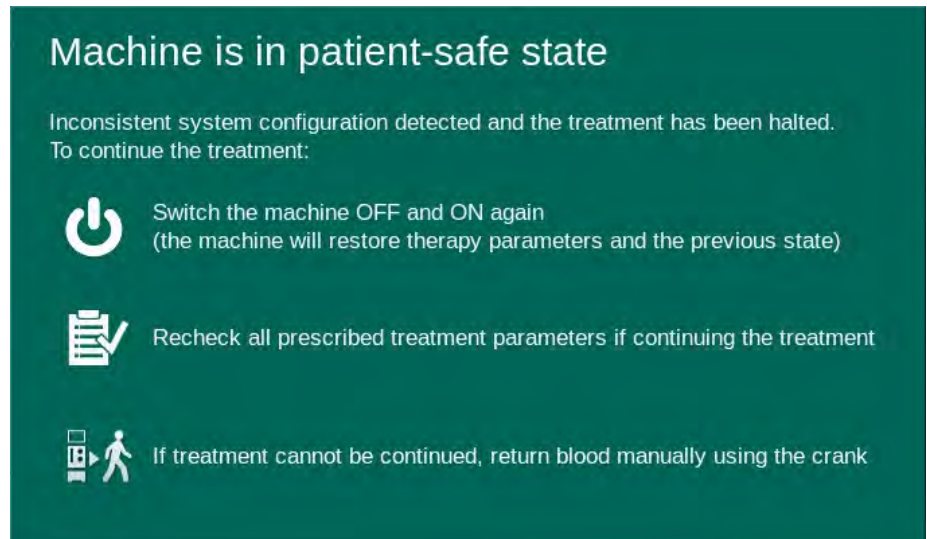 Machine is in patient-safe state
Inconsistent system configuration detected and the treatment has been halted.
To continue the treatment:
Switch the machine OFF and ON again
(the machine will restore therapy parameters and the previous state)
Recheck all prescribed treatment parameters if continuing the treatment
If treatment cannot be continued, return blood manually using the crank